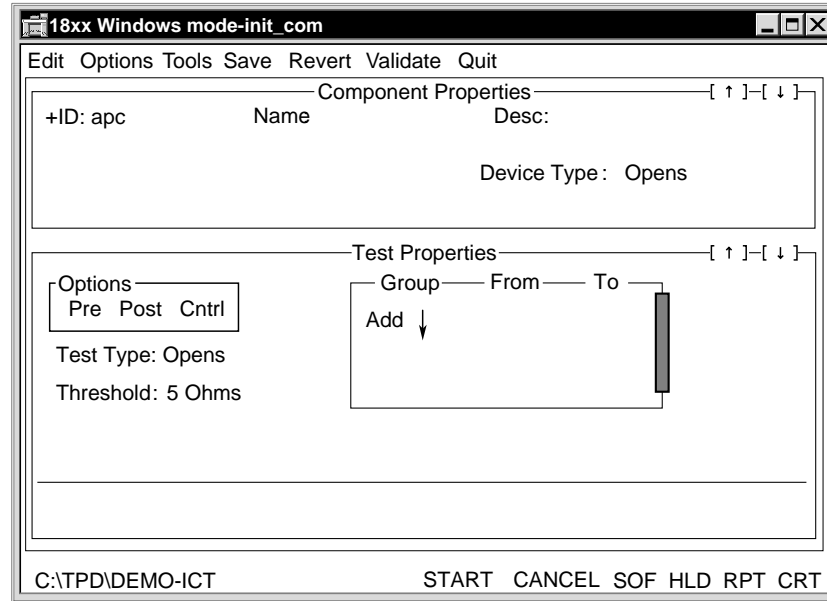 18xx Windows mode-init_com
Edit Options Tools Save Revert Validate Quit
Component Properties [ ↑ ]–[ ↓ ]
+ID: apc Name Desc:
Device Type: Opens
Test Properties [ ↑ ]–[ ↓ ]
Options
Pre Post Cntrl
Test Type: Opens
Threshold: 5 Ohms
Group From To
Add ↓
C:\TPD\DEMO-ICT START CANCEL SOF HLD RPT CRT